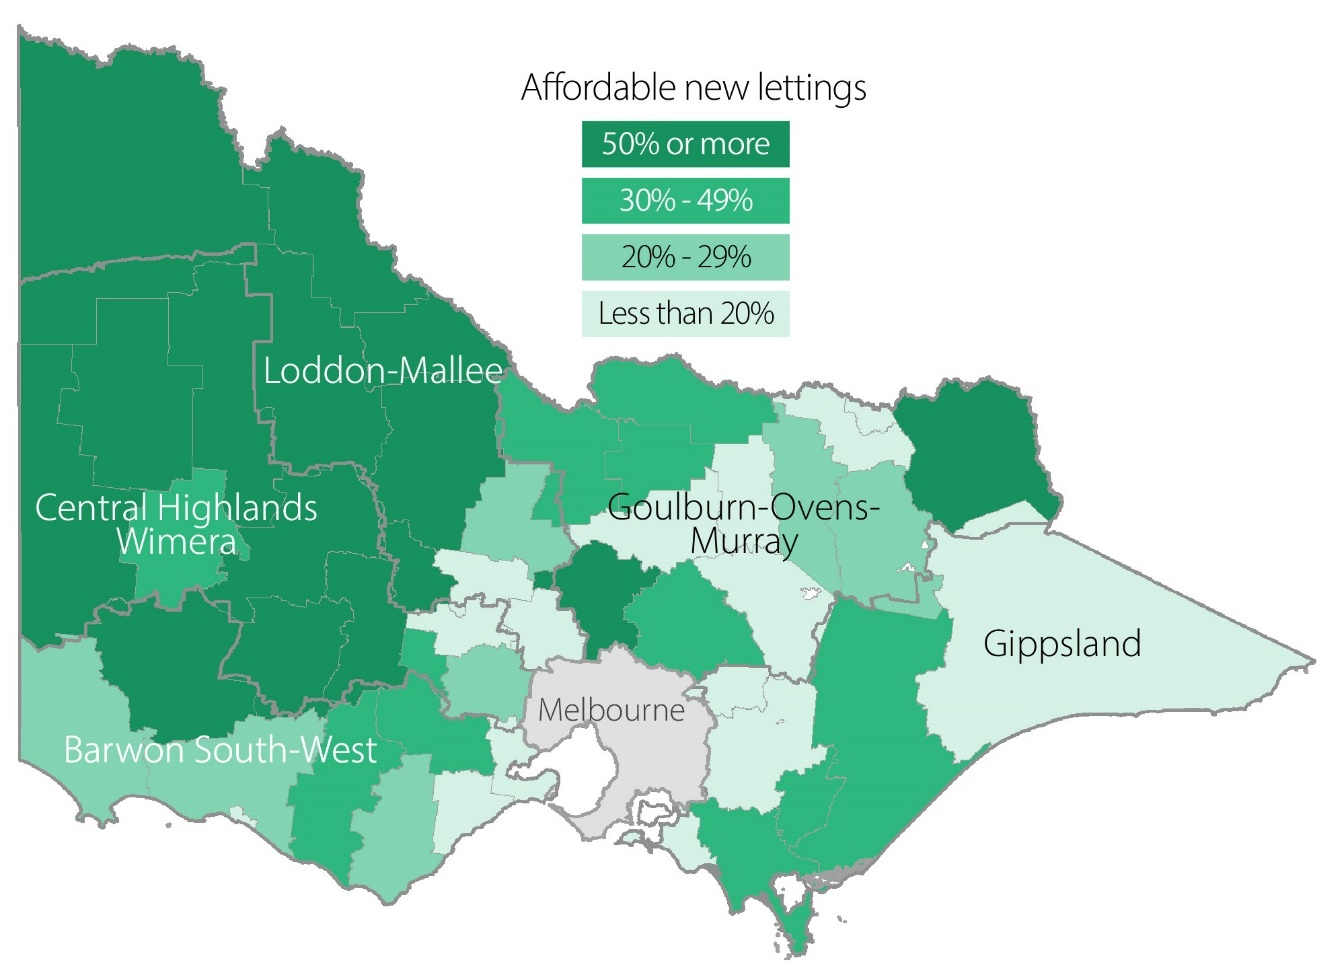 Affordable new lettings
50% or more
30% - 49%
20% - 29%
Less than 20%
Loddon-Mallee
Central Highlands
Wimera
Goulburn-Ovens-
Murray
Gippsland
Melbourne
Barwon South-West